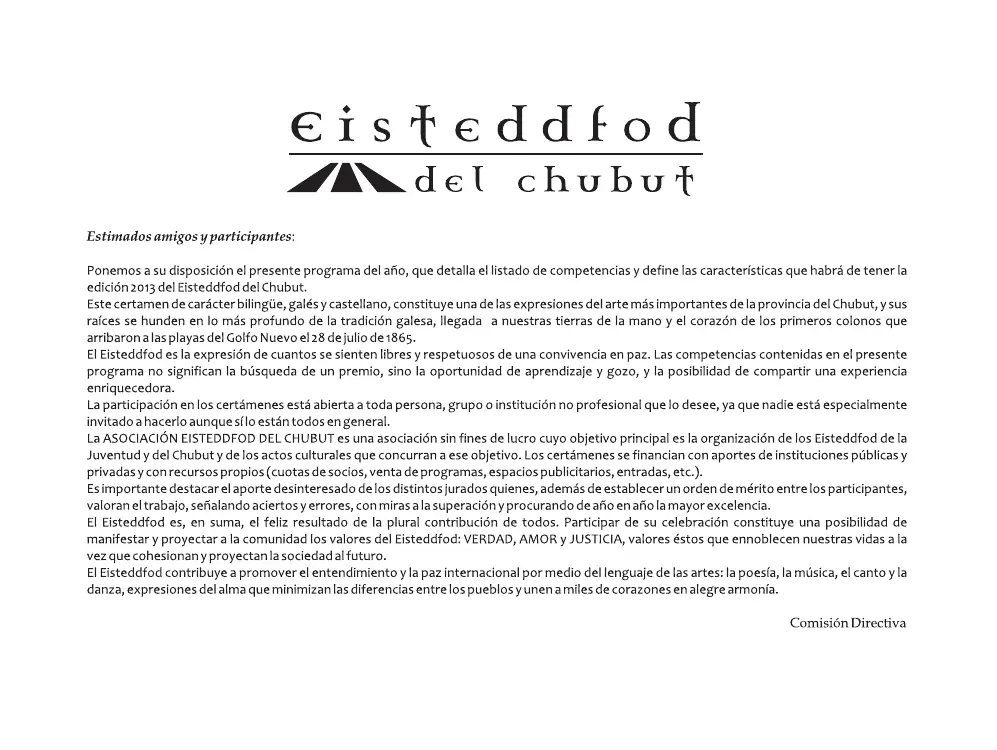 Eisteddfod
del chubut
Estimados amigos y participantes:
Ponemos a su disposición el presente programa del año, que detalla el listado de competencias y define las características que habrá de tener la
edición 2013 del Eisteddfod del Chubut.
Este certamen de carácter bilingüe, galés y castellano, constituye una de las expresiones del arte más importantes de la provincia del Chubut, y sus
raíces se hunden en lo más profundo de la tradición galesa, llegada a nuestras tierras de la mano y el corazón de los primeros colonos que
arribaron a las playas del Golfo Nuevo el 28 de julio de 1865.
El Eisteddfod es la expresión de cuantos se sienten libres y respetuosos de una convivencia en paz. Las competencias contenidas en el presente
programa no significan la búsqueda de un premio, sino la oportunidad de aprendizaje y gozo, y la posibilidad de compartir una experiencia
enriquecedora.
La participación en los certámenes está abierta a toda persona, grupo o institución no profesional que lo desee, ya que nadie está especialmente
invitado a hacerlo aunque sí lo están todos en general.
La ASOCIACIÓN EISTEDDFOD DEL CHUBUT es una asociación sin fines de lucro cuyo objetivo principal es la organización de los Eisteddfod de la
Juventud y del Chubut y de los actos culturales que concurran a ese objetivo. Los certámenes se financian con aportes de instituciones públicas y
privadas y con recursos propios (cuotas de socios, venta de programas, espacios publicitarios, entradas, etc.).
Es importante destacar el aporte desinteresado de los distintos jurados quienes, además de establecer un orden de mérito entre los participantes,
valoran el trabajo, señalando aciertos y errores, con miras a la superación y procurando de año en año la mayor excelencia.
El Eisteddfod es, en suma, el feliz resultado de la plural contribución de todos. Participar de su celebración constituye una posibilidad de
manifestar y proyectar a la comunidad los valores del Eisteddfod: VERDAD, AMOR y JUSTICIA, valores éstos que ennoblecen nuestras vidas a la
vez que cohesionan y proyectan la sociedad al futuro.
El Eisteddfod contribuye a promover el entendimiento y la paz internacional por medio del lenguaje de las artes: la poesía, la música, el canto y la
danza, expresiones del alma que minimizan las diferencias entre los pueblos y unen a miles de corazones en alegre armonía.
Comisión Directiva